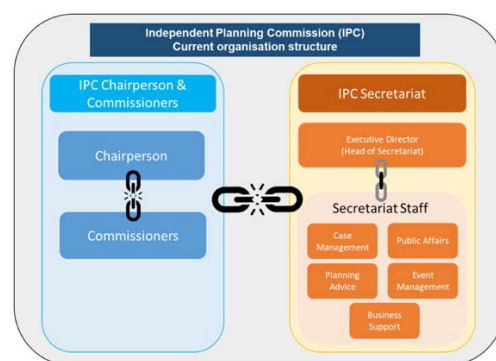 Independent Planning Commission (IPC)
Current organisation structure
IPC Chairperson &
Commissioners
Chairperson
Commissioners
IPC Secretariat
Executive Director
(Head of Secretariat)
Secretariat Staff
Case
Management
Public Affairs
Planning
Advice
Event
Management
Business
Support